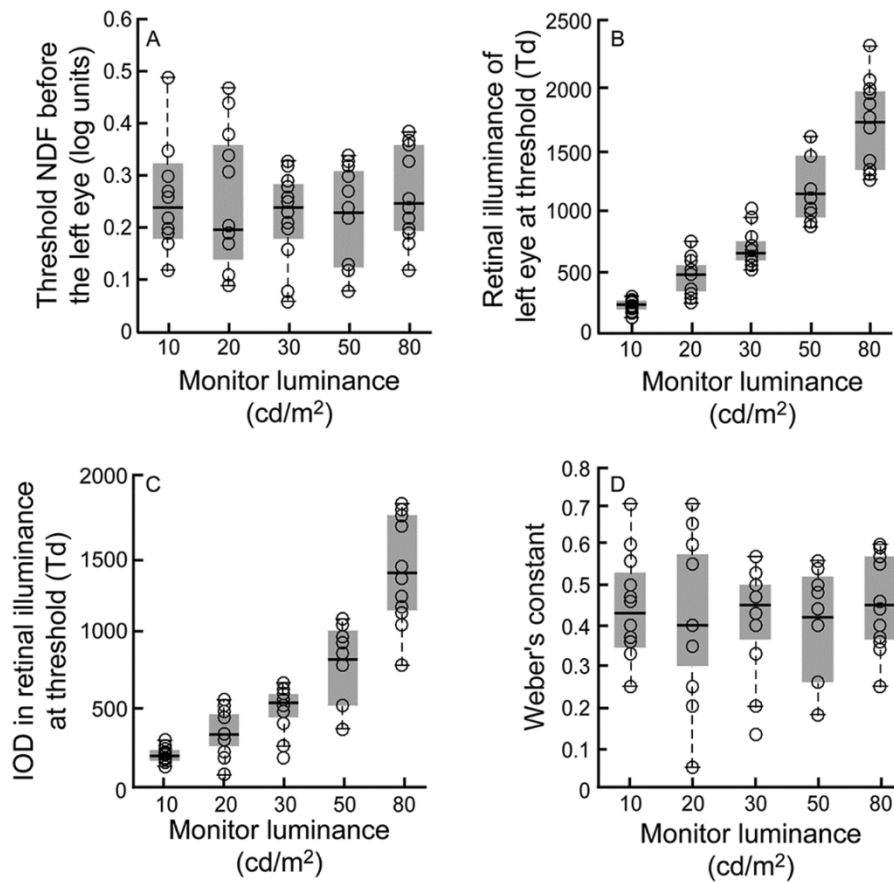 A
Threshold NDF before
the left eye (log units)
0.6
0.5
0.4
0.3
0.2
0.1
0
10 20 30 50 80
Monitor luminance
(cd/m²)
B
Retinal illuminance of
left eye at threshold (Td)
2500
2000
1500
1000
500
0
10 20 30 50 80
Monitor luminance
(cd/m²)
C
IOD in retinal illuminance
at threshold (Td)
2000
1500
1000
500
0
10 20 30 50 80
Monitor luminance
(cd/m²)
D
Weber's constant
0.8
0.7
0.6
0.5
0.4
0.3
0.2
0.1
0
10 20 30 50 80
Monitor luminance
(cd/m²)